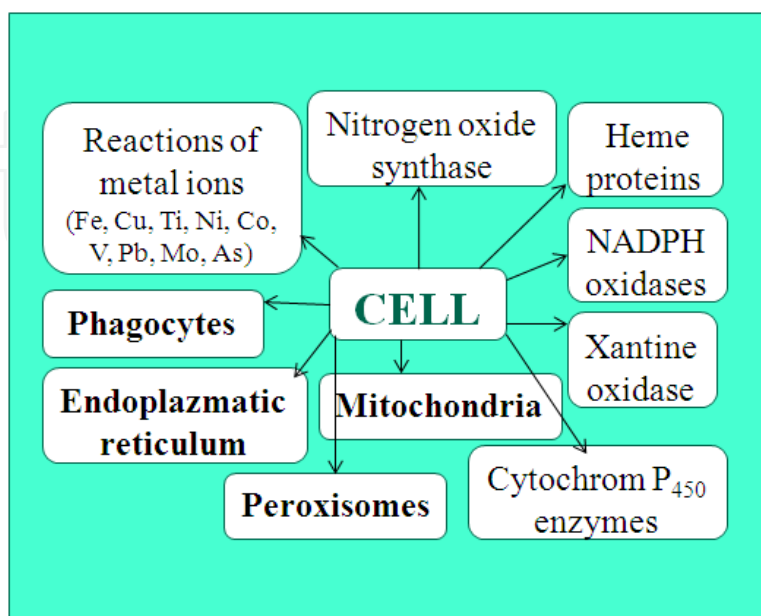 Reactions of
metal ions
(Fe, Cu, Ti, Ni, Co,
V, Pb, Mo, As)
Nitrogen oxide
synthase
Heme
proteins
NADPH
oxidases
CELL
Phagocytes
Xantine
oxidase
Endoplazmatic
reticulum
Mitochondria
Peroxisomes
Cytochrom P450
enzymes